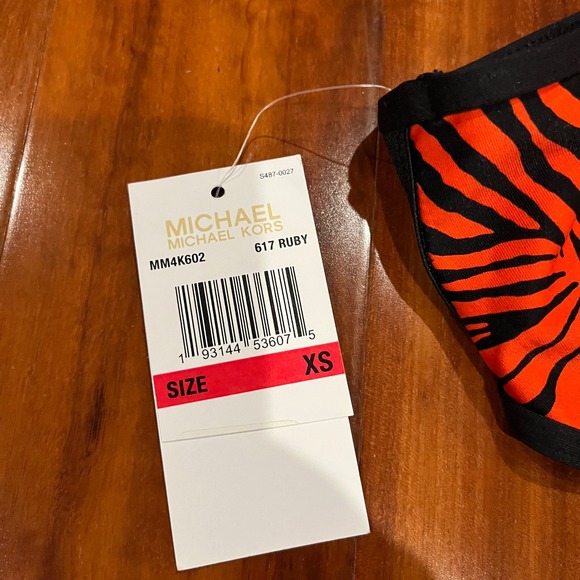 S487-0027
MICHAEL
MICHAEL KORS
MM4K602 617 RUBY
1 93144 53607 5
SIZE XS